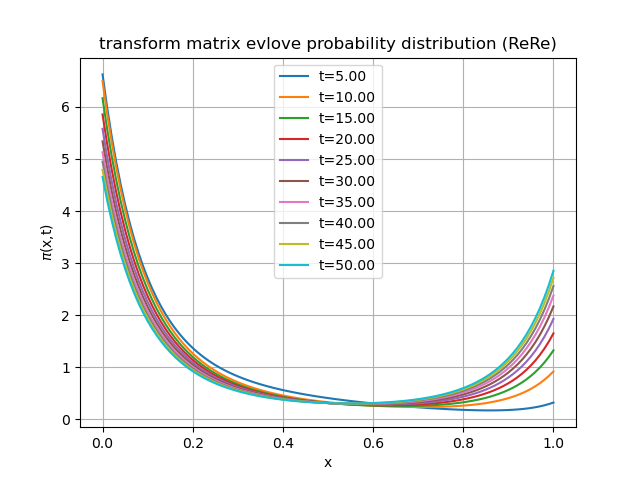 transform matrix evlove probability distribution (ReRe)
t=5.00
t=10.00
t=15.00
t=20.00
t=25.00
t=30.00
t=35.00
t=40.00
t=45.00
t=50.00
π(x,t)
6
5
4
3
2
1
0
0.0 0.2 0.4 0.6 0.8 1.0
x